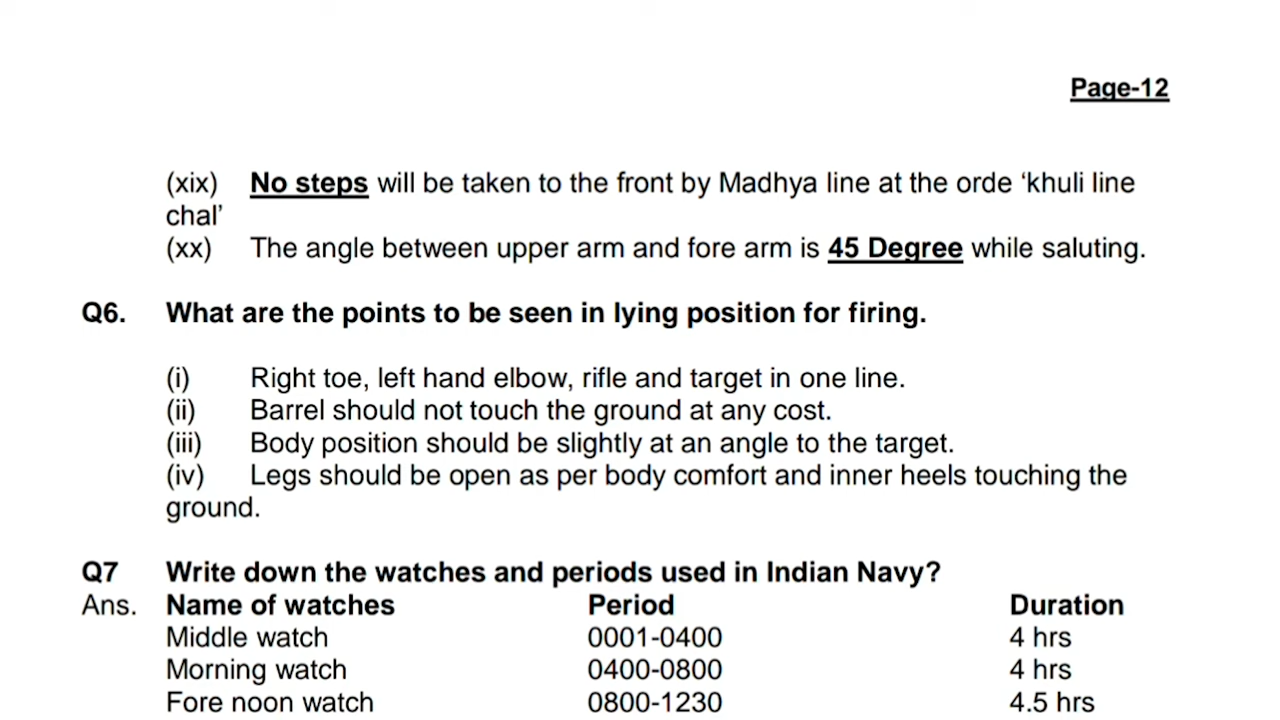 Page-12
(xix) No steps will be taken to the front by Madhya line at the orde ‘khuli line
chal’
(xx) The angle between upper arm and fore arm is 45 Degree while saluting.
Q6. What are the points to be seen in lying position for firing.
(i) Right toe, left hand elbow, rifle and target in one line.
(ii) Barrel should not touch the ground at any cost.
(iii) Body position should be slightly at an angle to the target.
(iv) Legs should be open as per body comfort and inner heels touching the
ground.
Q7 Write down the watches and periods used in Indian Navy?
Ans. Name of watches Period Duration
Middle watch 0001-0400 4 hrs
Morning watch 0400-0800 4 hrs
Fore noon watch 0800-1230 4.5 hrs